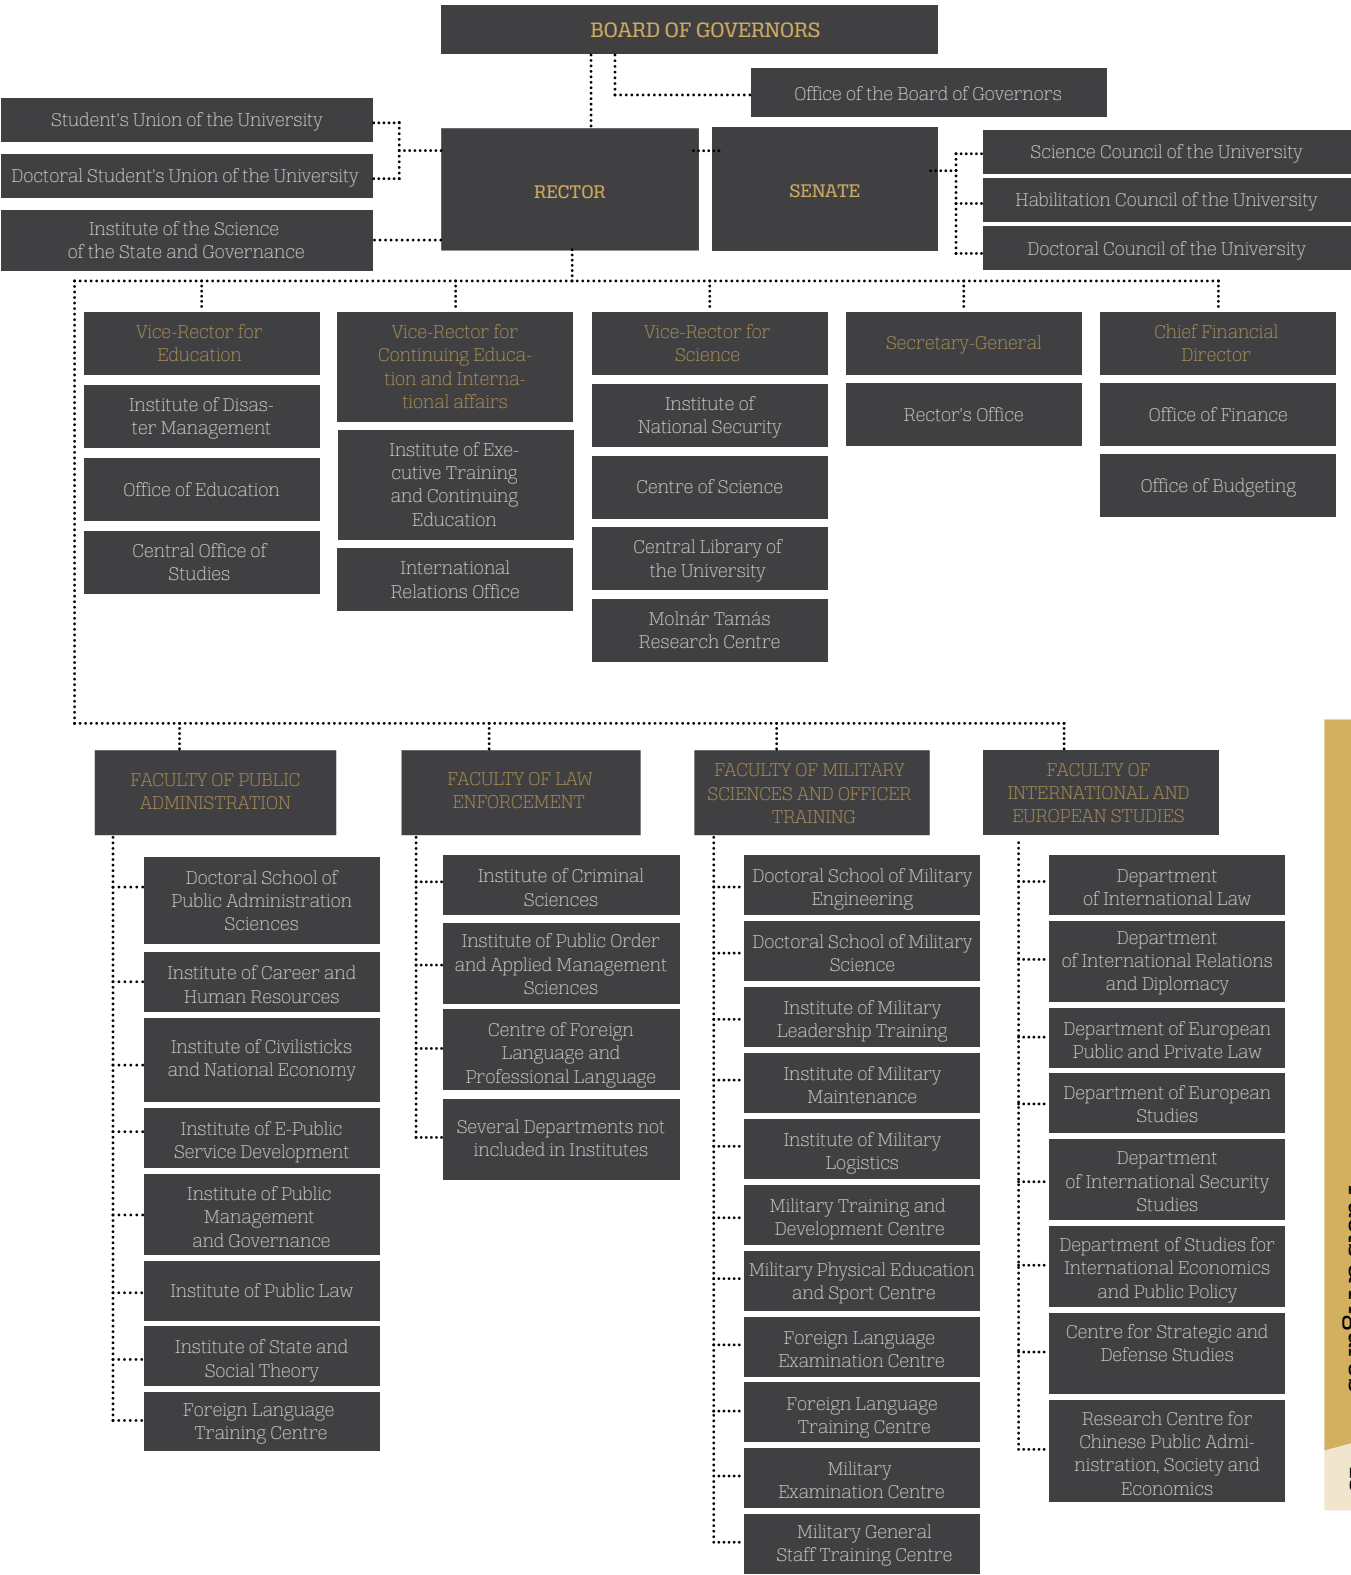 BOARD OF GOVERNORS
Office of the Board of Governors
Student's Union of the University
Doctoral Student's Union of the University
Institute of the Science
of the State and Governance
RECTOR
SENATE
Science Council of the University
Habilitation Council of the University
Doctoral Council of the University
Vice-Rector for
Education
Institute of Disas-
ter Management
Office of Education
Central Office of
Studies
Vice-Rector for
Continuing Educa-
tion and Interna-
tional affairs
Institute of Exe-
cutive Training
and Continuing
Education
International
Relations Office
Vice-Rector for
Science
Institute of
National Security
Centre of Science
Central Library of
the University
Molnár Tamás
Research Centre
Secretary-General
Rector's Office
Chief Financial
Director
Office of Finance
Office of Budgeting
FACULTY OF PUBLIC
ADMINISTRATION
Doctoral School of
Public Administration
Sciences
Institute of Career and
Human Resources
Institute of Civilisticks
and National Economy
Institute of E-Public
Service Development
Institute of Public
Management
and Governance
Institute of Public Law
Institute of State and
Social Theory
Foreign Language
Training Centre
FACULTY OF LAW
ENFORCEMENT
Institute of Criminal
Sciences
Institute of Public Order
and Applied Management
Sciences
Centre of Foreign
Language and
Professional Language
Several Departments not
included in Institutes
FACULTY OF MILITARY
SCIENCES AND OFFICER
TRAINING
Doctoral School of Military
Engineering
Doctoral School of Military
Science
Institute of Military
Leadership Training
Institute of Military
Maintenance
Institute of Military
Logistics
Military Training and
Development Centre
Military Physical Education
and Sport Centre
Foreign Language
Examination Centre
Foreign Language
Training Centre
Military
Examination Centre
Military General
Staff Training Centre
FACULTY OF
INTERNATIONAL AND
EUROPEAN STUDIES
Department
of International Law
Department
of International Relations
and Diplomacy
Department of European
Public and Private Law
Department of European
Studies
Department
of International Security
Studies
Department of Studies for
International Economics
and Public Policy
Centre for Strategic and
Defense Studies
Research Centre for
Chinese Public Admi-
nistration, Society and
Economics